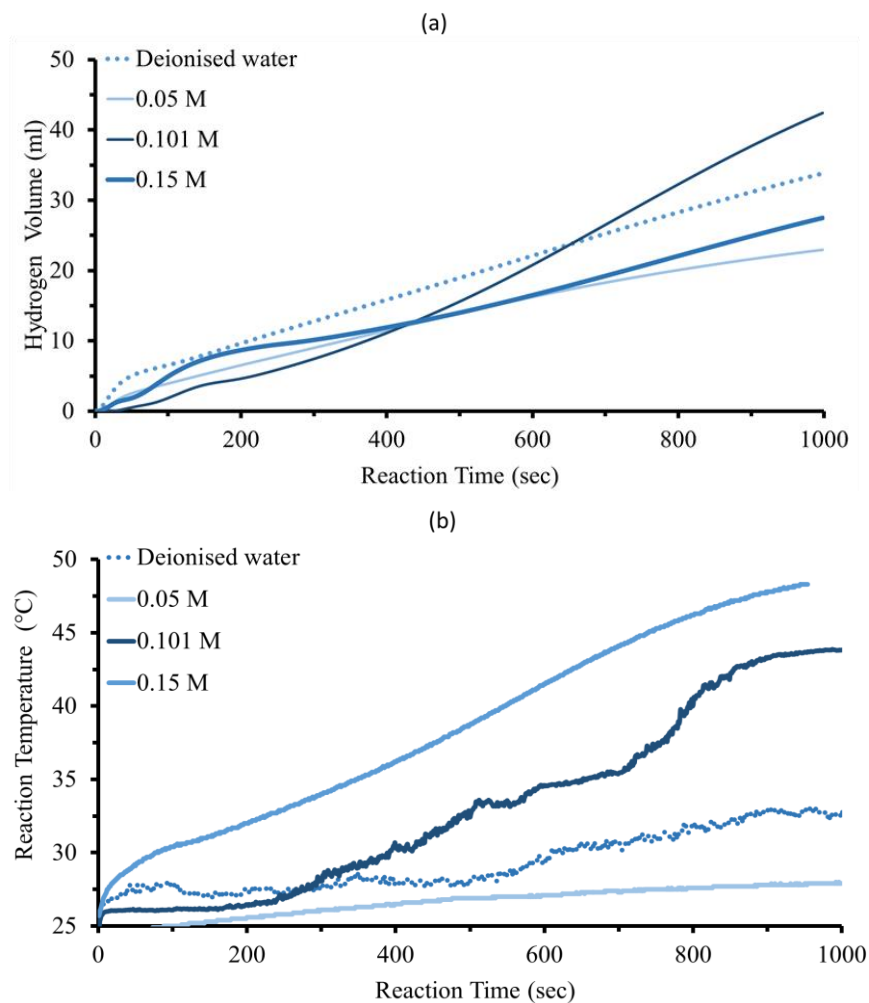 (a)
50
40
30
20
10
0
Hydrogen Volume (ml)
Deionised water
0.05 M
0.101 M
0.15 M
0 200 400 600 800 1000
Reaction Time (sec)
(b)
50
45
40
35
30
25
Reaction Temperature (°C)
Deionised water
0.05 M
0.101 M
0.15 M
0 200 400 600 800 1000
Reaction Time (sec)